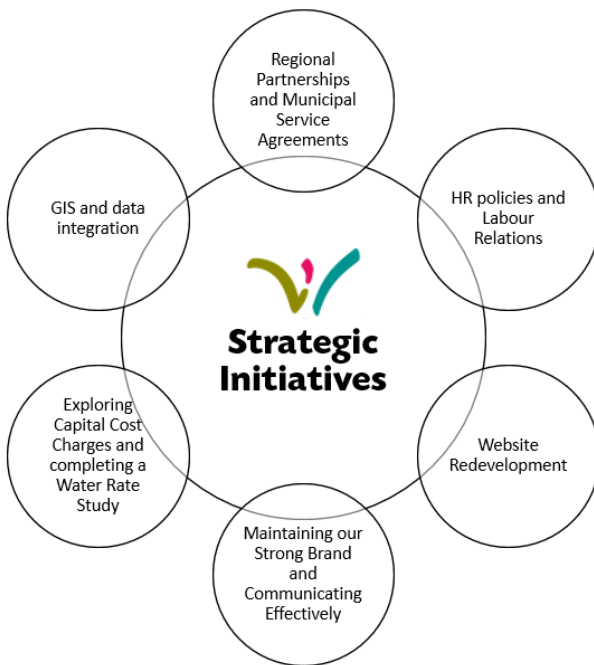 Regional
Partnerships
and Municipal
Service
Agreements
GIS and data
integration
HR policies and
Labour
Relations
Strategic
Initiatives
Exploring
Capital Cost
Charges and
completing a
Water Rate
Study
Website
Redevelopment
Maintaining our
Strong Brand
and
Communicating
Effectively